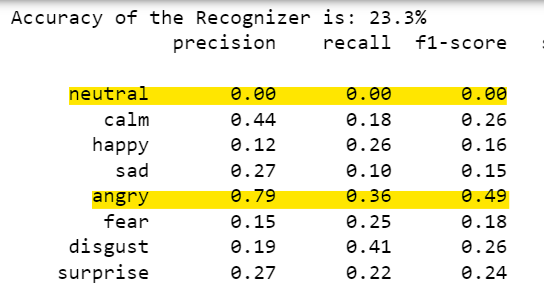 Accuracy of the Recognizer is: 23.3%
precision recall f1-score
neutral 0.00 0.00 0.00
calm 0.44 0.18 0.26
happy 0.12 0.26 0.16
sad 0.27 0.10 0.15
angry 0.79 0.36 0.49
fear 0.15 0.25 0.18
disgust 0.19 0.41 0.26
surprise 0.27 0.22 0.24